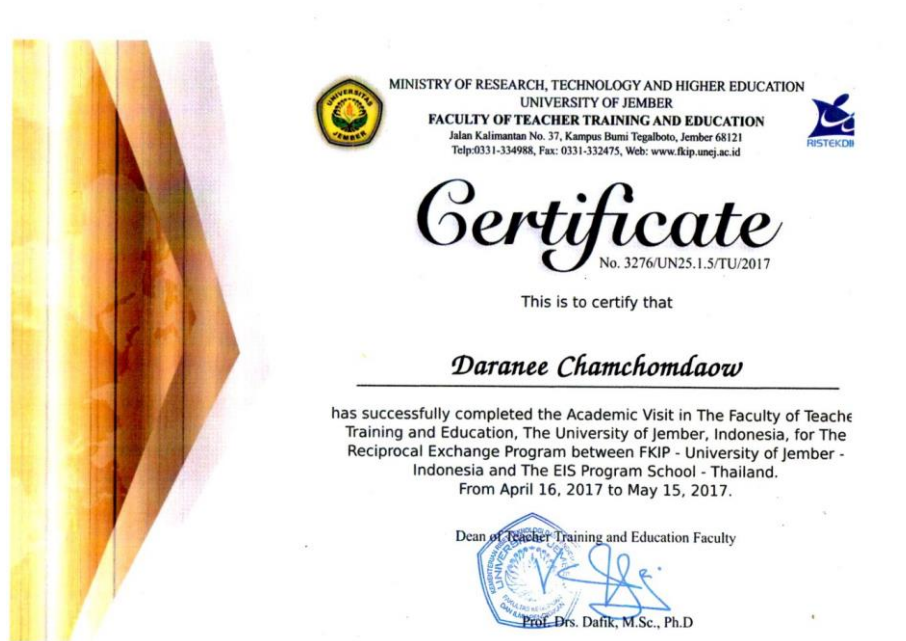 MINISTRY OF RESEARCH, TECHNOLOGY AND HIGHER EDUCATION
UNIVERSITY OF JEMBER
FACULTY OF TEACHER TRAINING AND EDUCATION
Jalan Kalimantan No. 37, Kampus Bumi Tegalboto, Jember 68121
Telp:0331-334988, Fax: 0331-332475, Web: www.fkip.unej.ac.id
UNIVERSITAS
JEMBER
RISTEKDI
Certificate
No. 3276/UN25.1.5/TU/2017
This is to certify that
Daranee Chamchomdaow
has successfully completed the Academic Visit in The Faculty of Teache
Training and Education, The University of Jember, Indonesia, for The
Reciprocal Exchange Program between FKIP - University of Jember -
Indonesia and The EIS Program School - Thailand.
From April 16, 2017 to May 15, 2017.
Dean of Teacher Training and Education Faculty
UNIVERSITAS JEMBER
Prof. Drs. Dafik, M.Sc., Ph.D